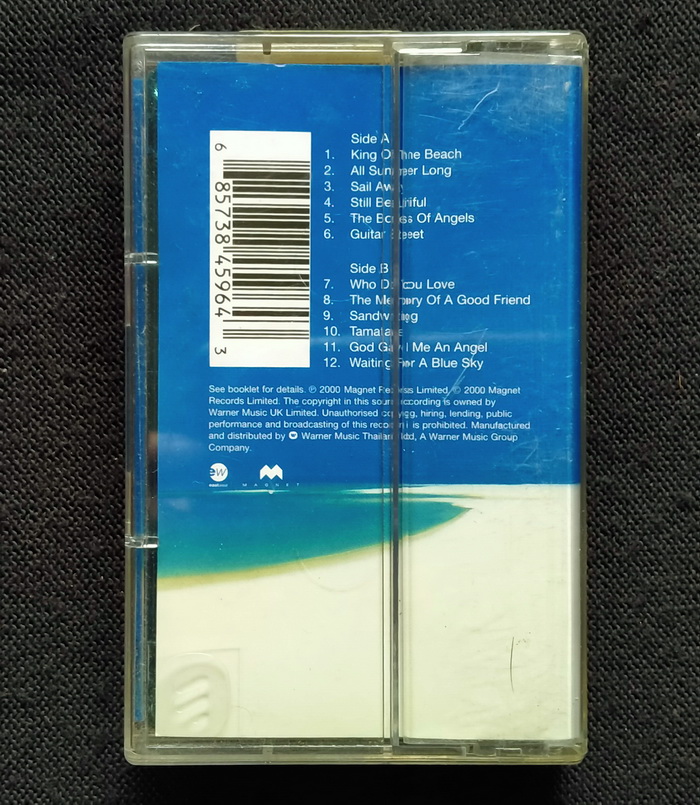 Side A
1. King Of The Beach
2. All Summer Long
3. Sail Away
4. Still Beautiful
5. The Bones Of Angels
6. Guitar Street
Side B
7. Who Do You Love
8. The Memory Of A Good Friend
9. Sandwriting
10. Tamatave
11. God Gave Me An Angel
12. Waiting For A Blue Sky
6 85738 45964 3
See booklet for details. ℗ 2000 Magnet Records Limited. © 2000 Magnet
Records Limited. The copyright in this sound recording is owned by
Warner Music UK Limited. Unauthorised copying, hiring, lending, public
performance and broadcasting of this recording is prohibited. Manufactured
and distributed by Warner Music Thailand Ltd, A Warner Music Group
Company.
ew
MAGNET